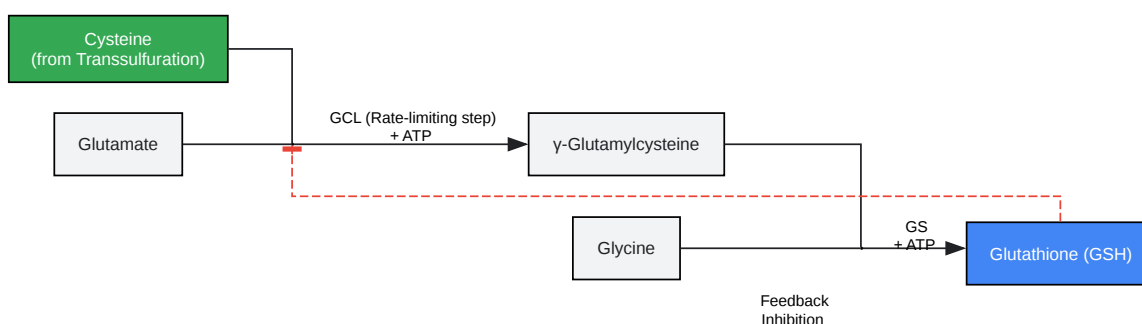 Cysteine
(from Transsulfuration)
GCL (Rate-limiting step)
+ ATP
Glutamate
γ-Glutamylcysteine
Glycine
GS
+ ATP
Glutathione (GSH)
Feedback
Inhibition